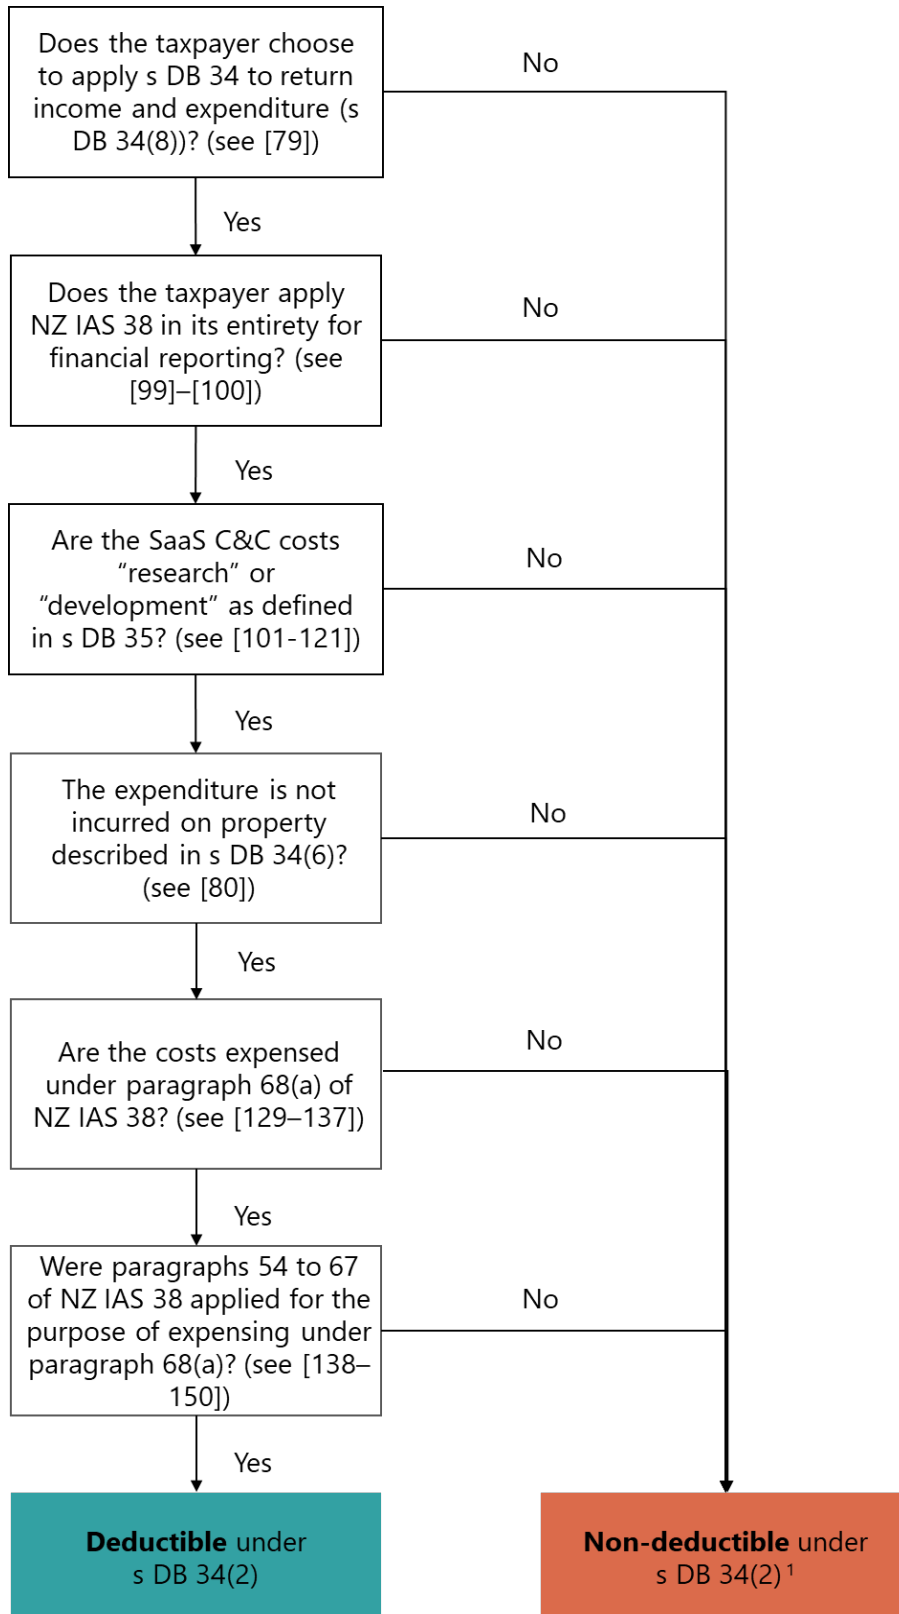 Does the taxpayer choose
to apply s DB 34 to return
income and expenditure (s
DB 34(8))? (see [79])
No
Yes
Does the taxpayer apply
NZ IAS 38 in its entirety for
financial reporting? (see
[99]–[100])
No
Yes
Are the SaaS C&C costs
“research” or
“development” as defined
in s DB 35? (see [101-121])
No
Yes
The expenditure is not
incurred on property
described in s DB 34(6)?
(see [80])
No
Yes
Are the costs expensed
under paragraph 68(a) of
NZ IAS 38? (see [129–137])
No
Yes
Were paragraphs 54 to 67
of NZ IAS 38 applied for the
purpose of expensing under
paragraph 68(a)? (see [138–
150])
No
Yes
Deductible under
s DB 34(2)
Non-deductible under
s DB 34(2) ¹